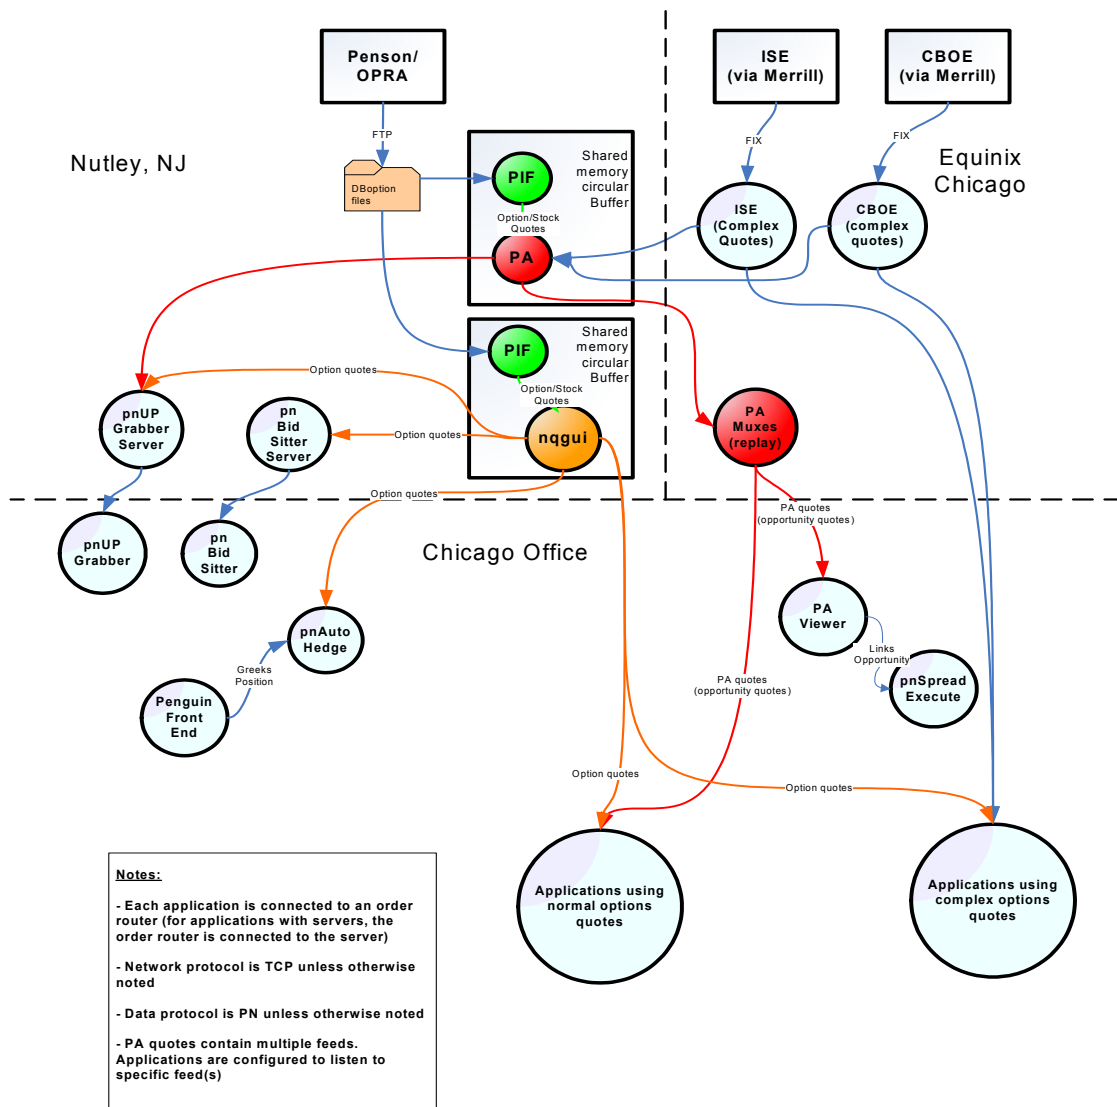 Penson/
OPRA
ISE
(via Merrill)
CBOE
(via Merrill)
FTP
FIX
FIX
Nutley, NJ
Equinix
Chicago
DBoption
files
PIF
Shared
memory
circular
Buffer
Option/Stock
Quotes
PA
ISE
(Complex
Quotes)
CBOE
(complex
quotes)
PIF
Shared
memory
circular
Buffer
Option/Stock
Quotes
nqgui
Option quotes
Option quotes
Option quotes
pnUP
Grabber
Server
pn
Bid
Sitter
Server
PA
Muxes
(replay)
PA quotes
(opportunity quotes)
pnUP
Grabber
pn
Bid
Sitter
Chicago Office
pnAuto
Hedge
Greeks
Position
Penguin
Front
End
PA
Viewer
Links
Opportunity
pnSpread
Execute
PA quotes
(opportunity quotes)
Option quotes
Option quotes
Applications using
normal options
quotes
Applications using
complex options
quotes
Notes:
- Each application is connected to an order
router (for applications with servers, the
order router is connected to the server)
- Network protocol is TCP unless otherwise
noted
- Data protocol is PN unless otherwise noted
- PA quotes contain multiple feeds.
Applications are configured to listen to
specific feed(s)